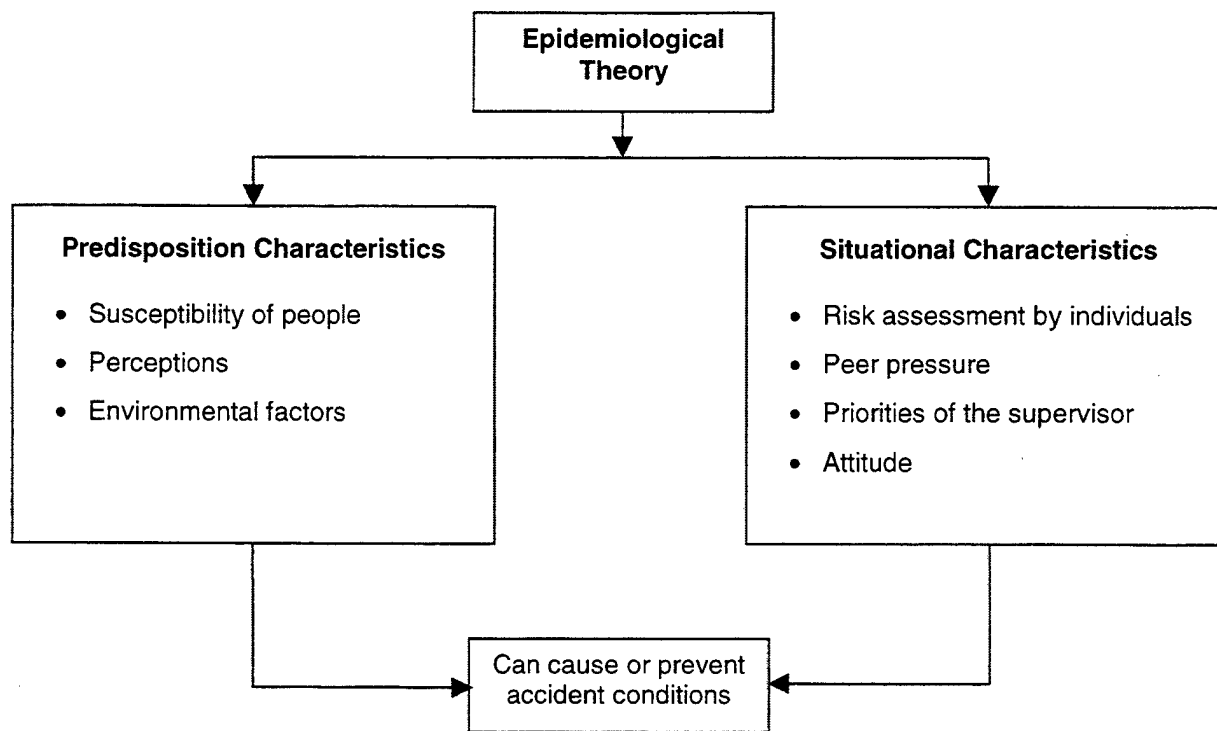 Epidemiological
Theory
Predisposition Characteristics
• Susceptibility of people
• Perceptions
• Environmental factors
Situational Characteristics
• Risk assessment by individuals
• Peer pressure
• Priorities of the supervisor
• Attitude
Can cause or prevent
accident conditions